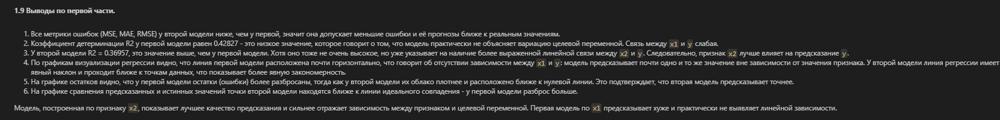 1.9 Выводы по первой части.
1. Все метрики ошибок (MSE, MAE, RMSE) у второй модели ниже, чем у первой, значит она допускает меньшие ошибки и её прогнозы ближе к реальным значениям.
2. Коэффициент детерминации R2 у первой модели равен 0.42827 - это низкое значение, которое говорит о том, что модель практически не объясняет вариацию целевой переменной. Связь между x1 и y слабая.
3. У второй модели R2 = 0.36957, это значение выше, чем у первой модели. Хотя оно тоже не очень высокое, но уже указывает на наличие более выраженной линейной связи между x2 и y. Следовательно, признак x2 лучше влияет на предсказание y.
4. По графикам визуализации регрессии видно, что линия первой модели расположена почти горизонтально, что говорит об отсутствии зависимости между x1 и y: модель предсказывает почти одно и то же значение вне зависимости от значения признака. У второй модели линия регрессии имеет
явный наклон и проходит ближе к точкам данных, что показывает более явную закономерность.
5. На графике остатков видно, что у первой модели остатки (ошибки) более разбросаны, тогда как у второй модели их облако плотнее и расположено ближе к нулевой линии. Это подтверждает, что вторая модель предсказывает точнее.
6. На графике сравнения предсказанных и истинных значений точки второй модели находятся ближе к линии идеального совпадения - у первой модели разброс больше.
Модель, построенная по признаку x2, показывает лучшее качество предсказания и сильнее отражает зависимость между признаком и целевой переменной. Первая модель по x1 предсказывает хуже и практически не выявляет линейной зависимости.